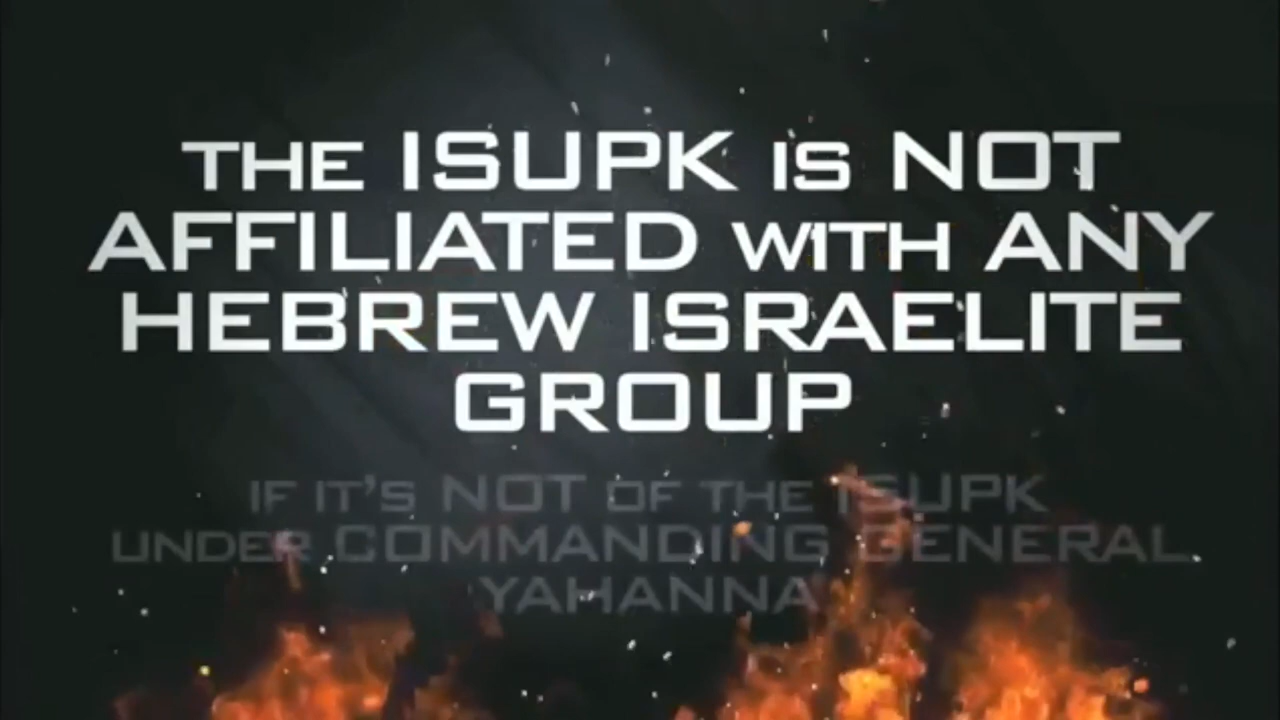 THE ISUPK IS NOT
AFFILIATED WITH ANY
HEBREW ISRAELITE
GROUP
IF IT'S NOT OF THE ISUPK
UNDER COMMANDING GENERAL
YAHANNA